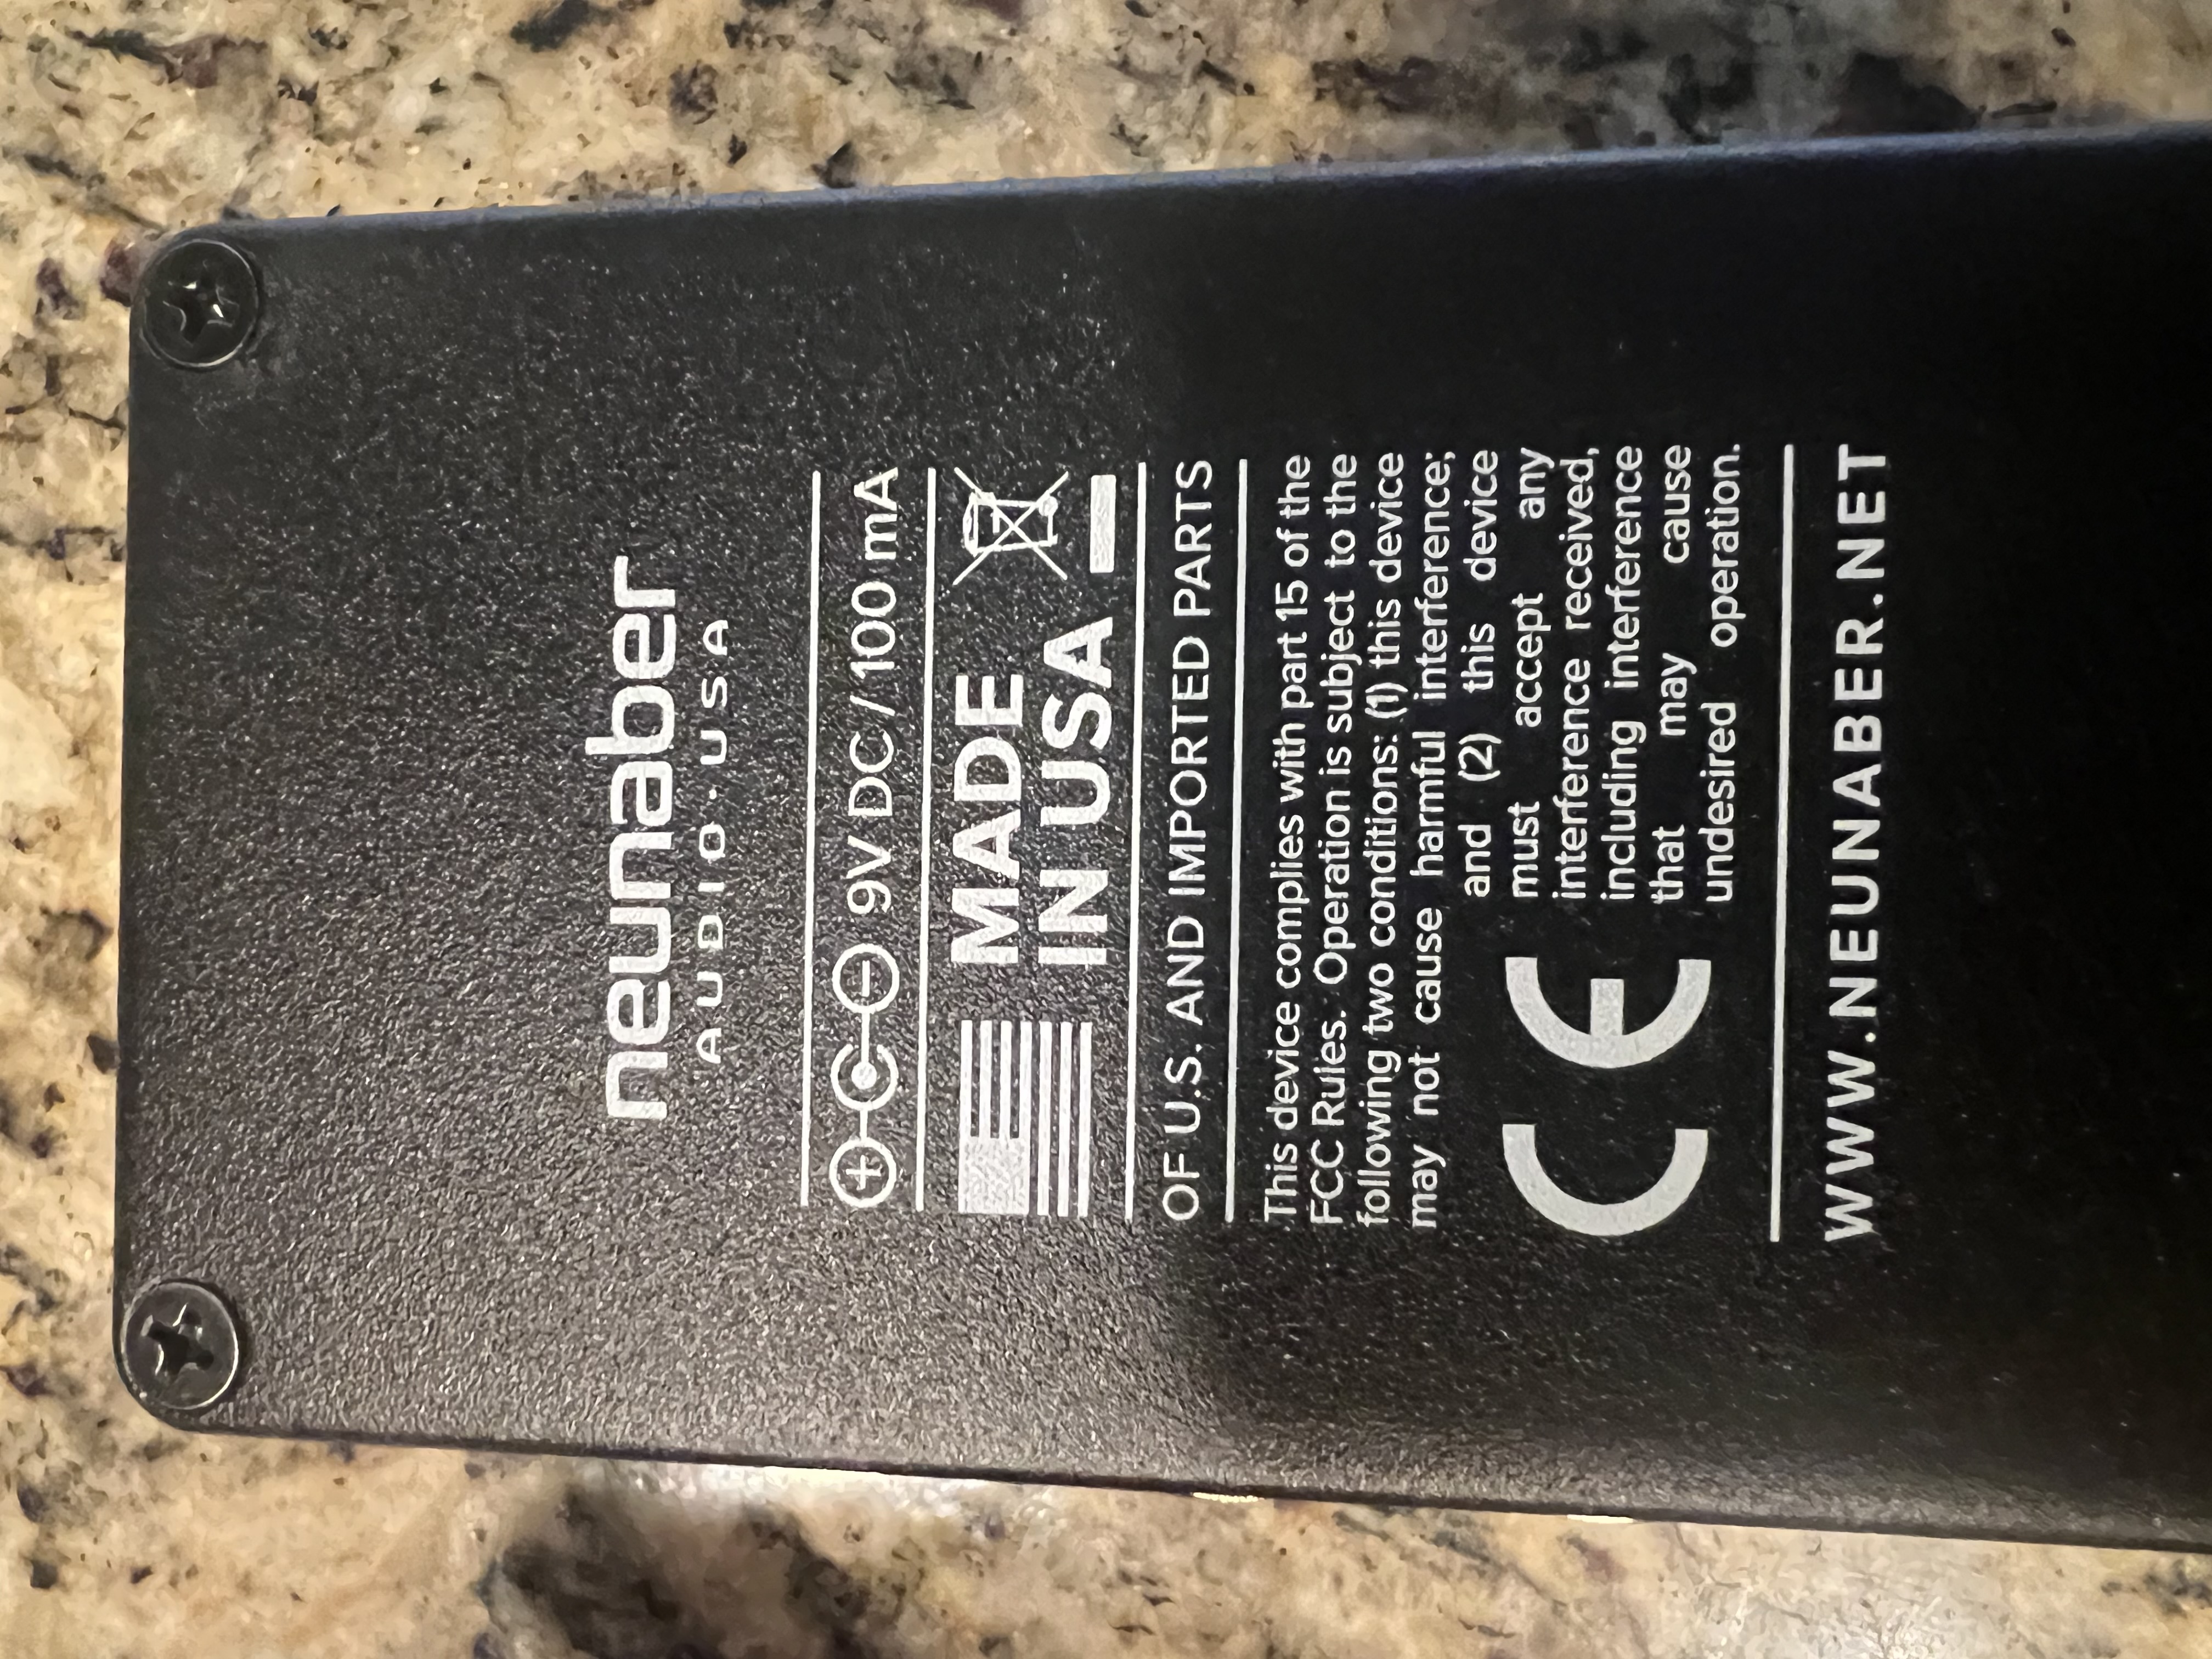 neunaber
AUDIO·USA
+ - 9V DC / 100 mA
MADE
IN USA
OF U.S. AND IMPORTED PARTS
This device complies with part 15 of the
FCC Rules. Operation is subject to the
following two conditions: (1) this device
may not cause harmful interference;
and (2) this device
must accept any
interference received,
including interference
that may cause
undesired operation.
CE
WWW.NEUNABER.NET